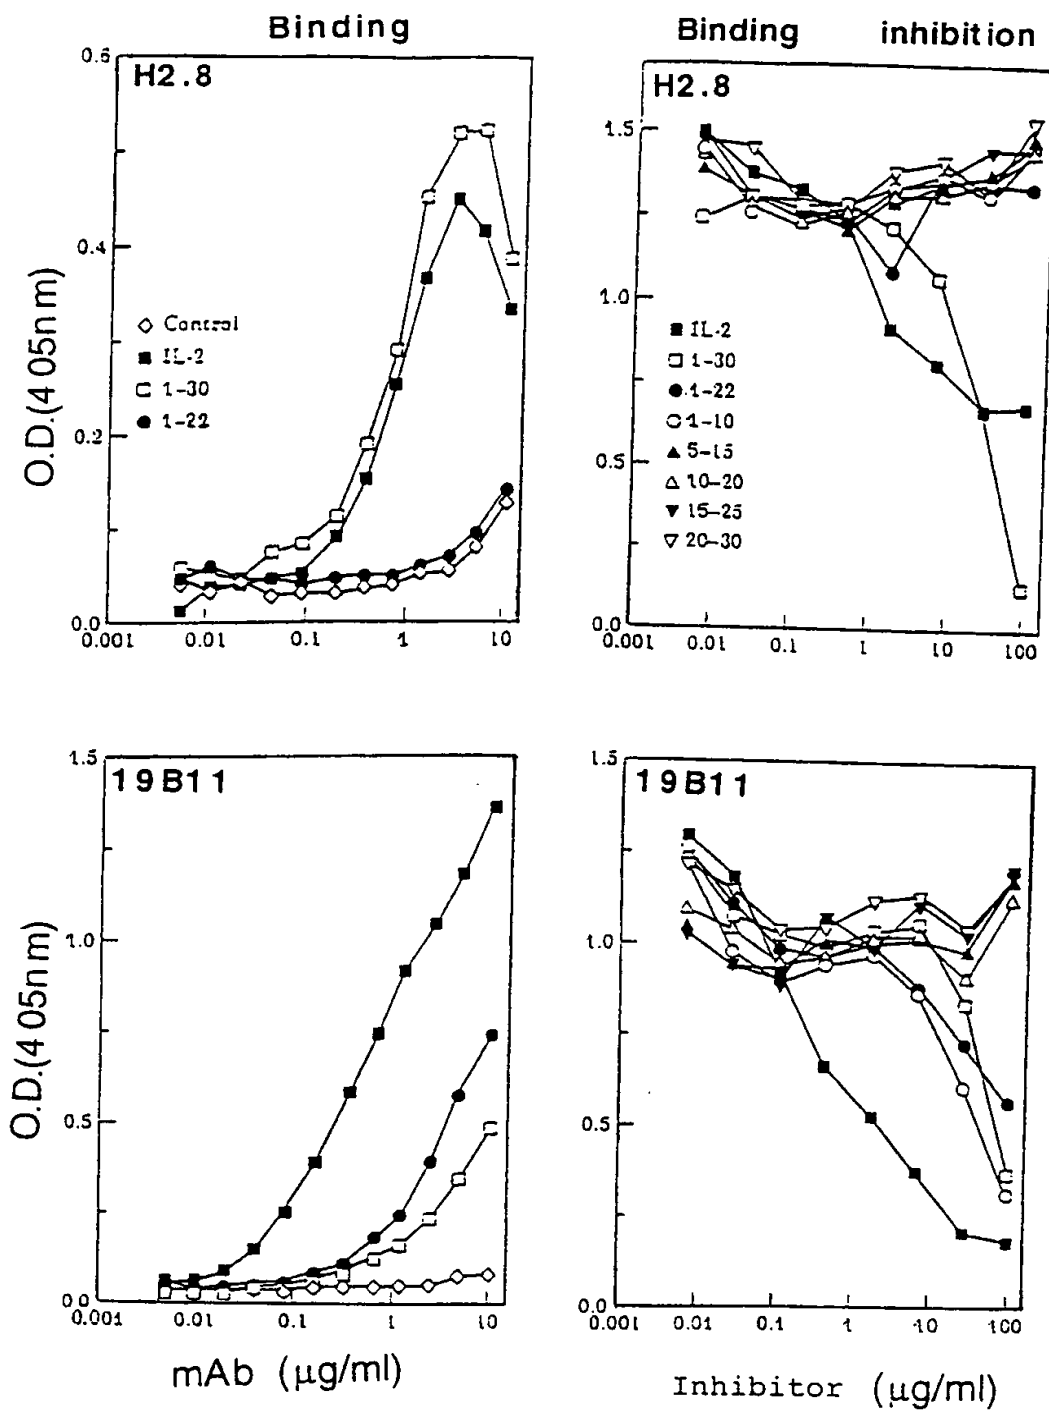 Binding
Binding inhibition
H2.8
0.6
0.4
0.2
0.0
0.001 0.01 0.1 1 10
O.D.(405nm)
Control
IL-2
1-30
1-22
H2.8
1.5
1.0
0.5
0.0
0.001 0.01 0.1 1 10 100
IL-2
1-30
1-22
1-10
5-15
10-20
15-25
20-30
19B11
1.5
1.0
0.5
0.0
0.001 0.01 0.1 1 10
O.D.(405nm)
mAb (µg/ml)
19B11
1.5
1.0
0.5
0.0
0.001 0.01 0.1 1 10 100
Inhibitor (µg/ml)